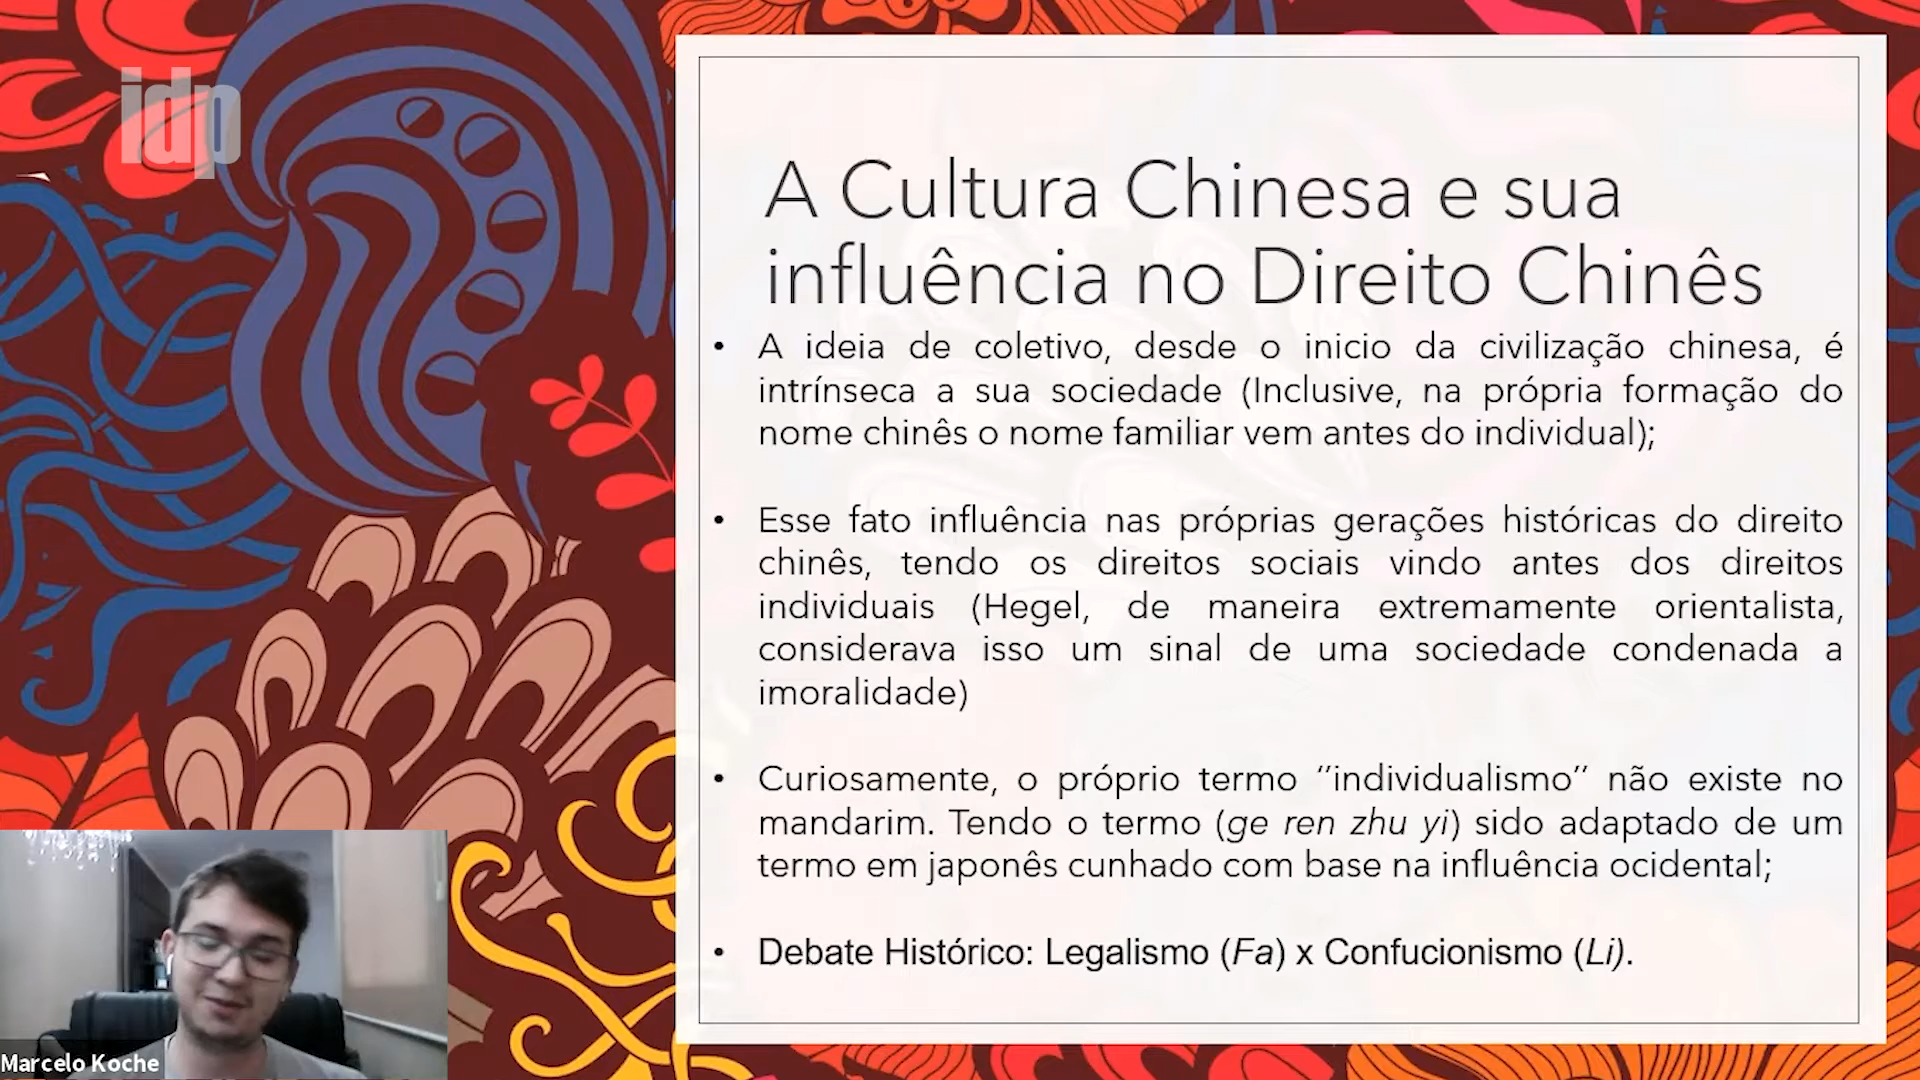 idp
A Cultura Chinesa e sua
influência no Direito Chinês
• A ideia de coletivo, desde o inicio da civilização chinesa, é
intrínseca a sua sociedade (Inclusive, na própria formação do
nome chinês o nome familiar vem antes do individual);
• Esse fato influência nas próprias gerações históricas do direito
chinês, tendo os direitos sociais vindo antes dos direitos
individuais (Hegel, de maneira extremamente orientalista,
considerava isso um sinal de uma sociedade condenada a
imoralidade)
• Curiosamente, o próprio termo ‘’individualismo’’ não existe no
mandarim. Tendo o termo (ge ren zhu yi) sido adaptado de um
termo em japonês cunhado com base na influência ocidental;
• Debate Histórico: Legalismo (Fa) x Confucionismo (Li).
Marcelo Koche